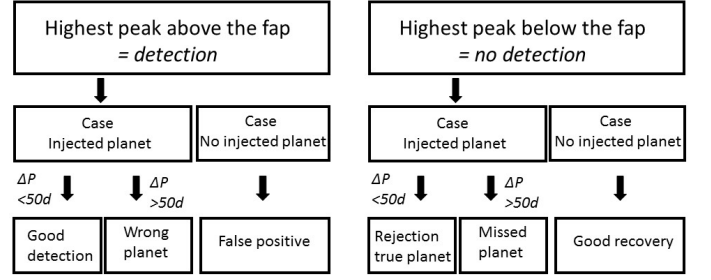 Highest peak above the fap
= detection
Highest peak below the fap
= no detection
Case
Injected planet
Case
No injected planet
Case
Injected planet
Case
No injected planet
ΔP
<50d
ΔP
>50d
ΔP
<50d
ΔP
>50d
Good
detection
Wrong
planet
False positive
Rejection
true planet
Missed
planet
Good recovery